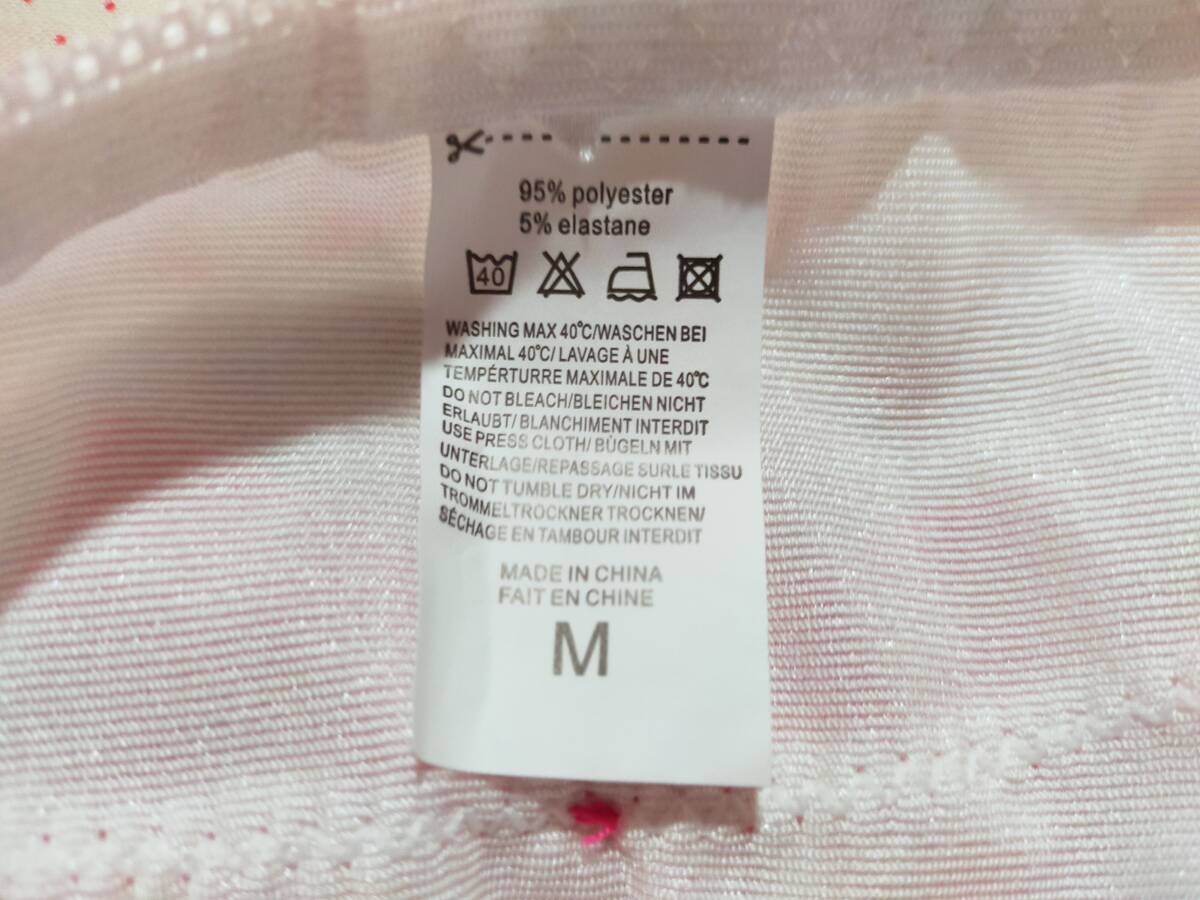 95% polyester
5% elastane
40
WASHING MAX 40℃/WASCHEN BEI
MAXIMAL 40℃/ LAVAGE À UNE
TEMPÉRTURRE MAXIMALE DE 40℃
DO NOT BLEACH/BLEICHEN NICHT
ERLAUBT/ BLANCHIMENT INTERDIT
USE PRESS CLOTH/ BÜGELN MIT
UNTERLAGE/REPASSAGE SURLE TISSU
DO NOT TUMBLE DRY/NICHT IM
TROMMELTROCKNER TROCKNEN/
SÉCHAGE EN TAMBOUR INTERDIT
MADE IN CHINA
FAIT EN CHINE
M